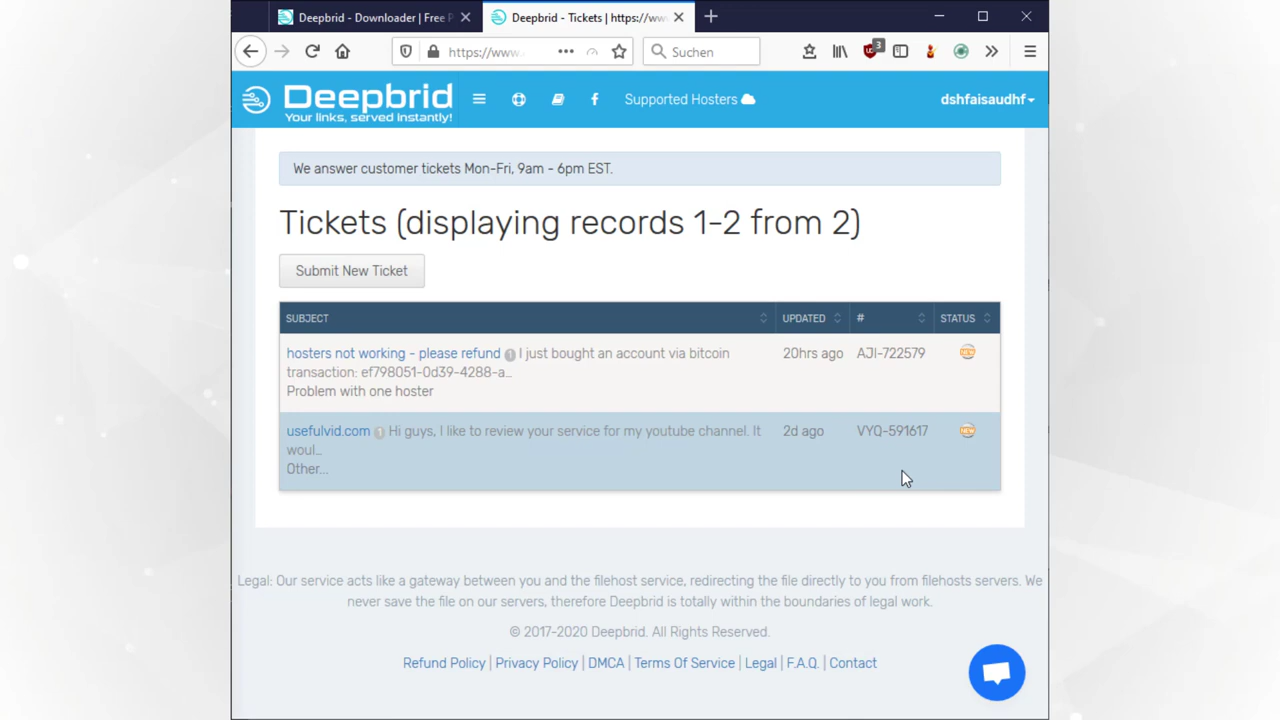 Deepbrid - Downloader | Free P
Deepbrid - Tickets | https://ww
https://www.
Suchen
3
Deepbrid
Your links, served instantly!
Supported Hosters
dshfaisaudhf
We answer customer tickets Mon-Fri, 9am - 6pm EST.
Tickets (displaying records 1-2 from 2)
Submit New Ticket
SUBJECT UPDATED # STATUS
hosters not working - please refund 1 I just bought an account via bitcoin 20hrs ago AJI-722579 NEW
transaction: ef798051-0d39-4288-a...
Problem with one hoster
usefulvid.com 1 Hi guys, I like to review your service for my youtube channel. It 2d ago VYQ-591617 NEW
woul...
Other...
Legal: Our service acts like a gateway between you and the filehost service, redirecting the file directly to you from filehosts servers. We
never save the file on our servers, therefore Deepbrid is totally within the boundaries of legal work.
© 2017-2020 Deepbrid. All Rights Reserved.
Refund Policy | Privacy Policy | DMCA | Terms Of Service | Legal | F.A.Q. | Contact